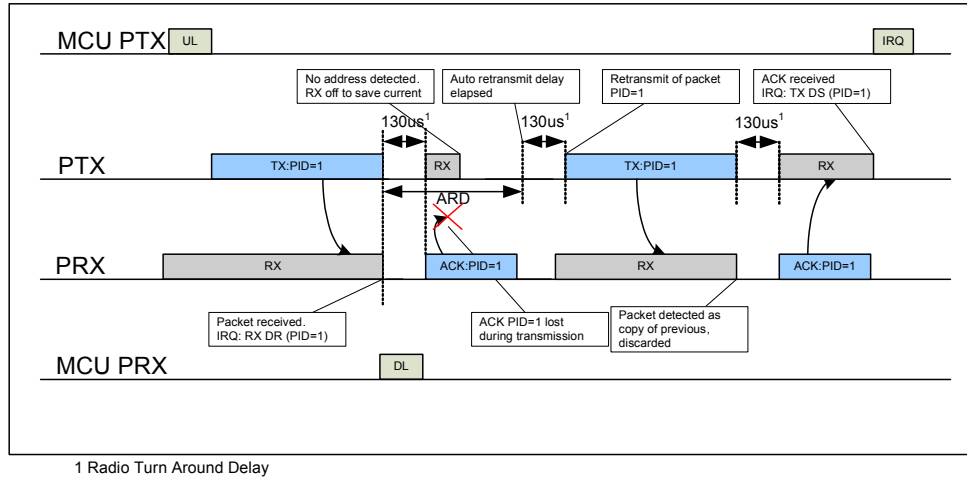 MCU PTX
UL
IRQ
No address detected.
RX off to save current
Auto retransmit delay
elapsed
Retransmit of packet
PID=1
ACK received
IRQ: TX DS (PID=1)
130us1
130us1
130us1
PTX
TX:PID=1
RX
TX:PID=1
RX
ARD
PRX
RX
ACK:PID=1
RX
ACK:PID=1
Packet received.
IRQ: RX DR (PID=1)
ACK PID=1 lost
during transmission
Packet detected as
copy of previous,
discarded
MCU PRX
DL
1 Radio Turn Around Delay